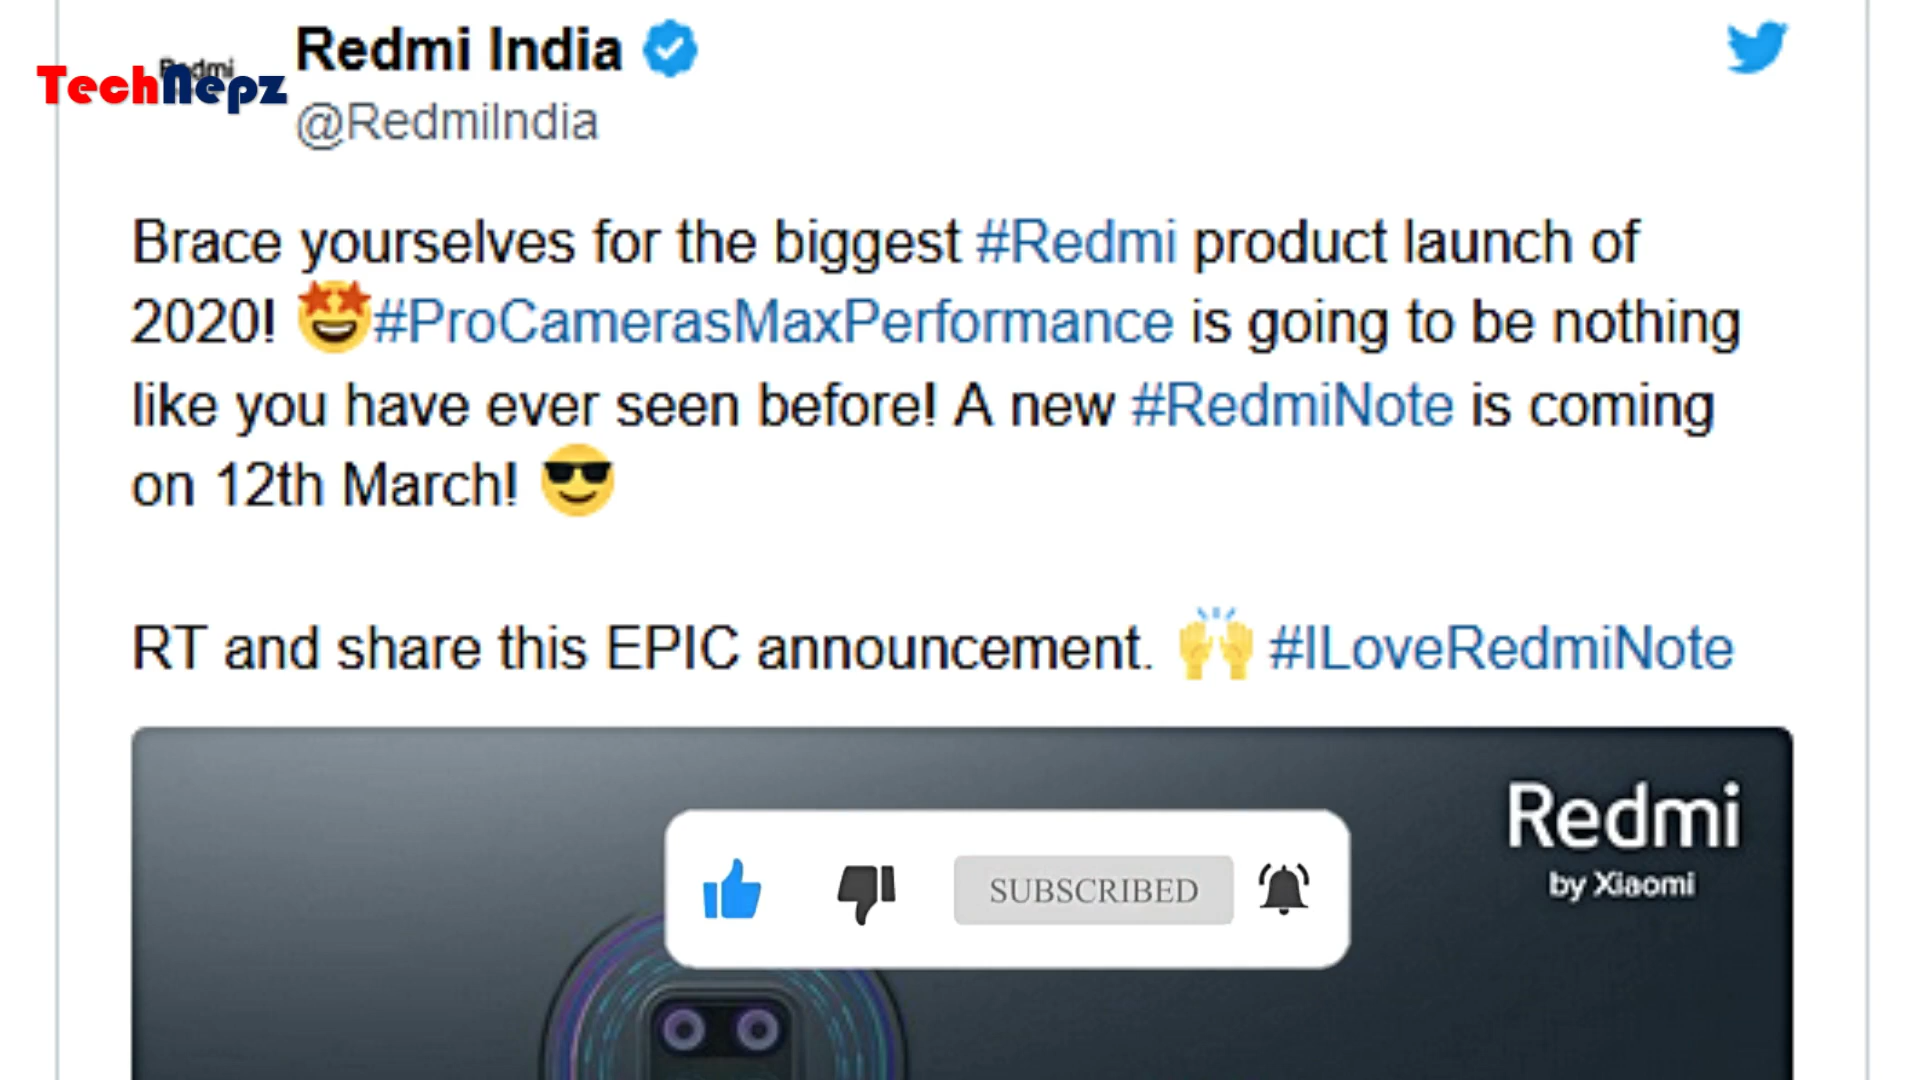 Redmi India
TechNepz
Redmi
@RedmiIndia
Brace yourselves for the biggest #Redmi product launch of
2020! 🤩#ProCamerasMaxPerformance is going to be nothing
like you have ever seen before! A new #RedmiNote is coming
on 12th March! 😎
RT and share this EPIC announcement. 🙌 #ILoveRedmiNote
Redmi
by Xiaomi
SUBSCRIBED